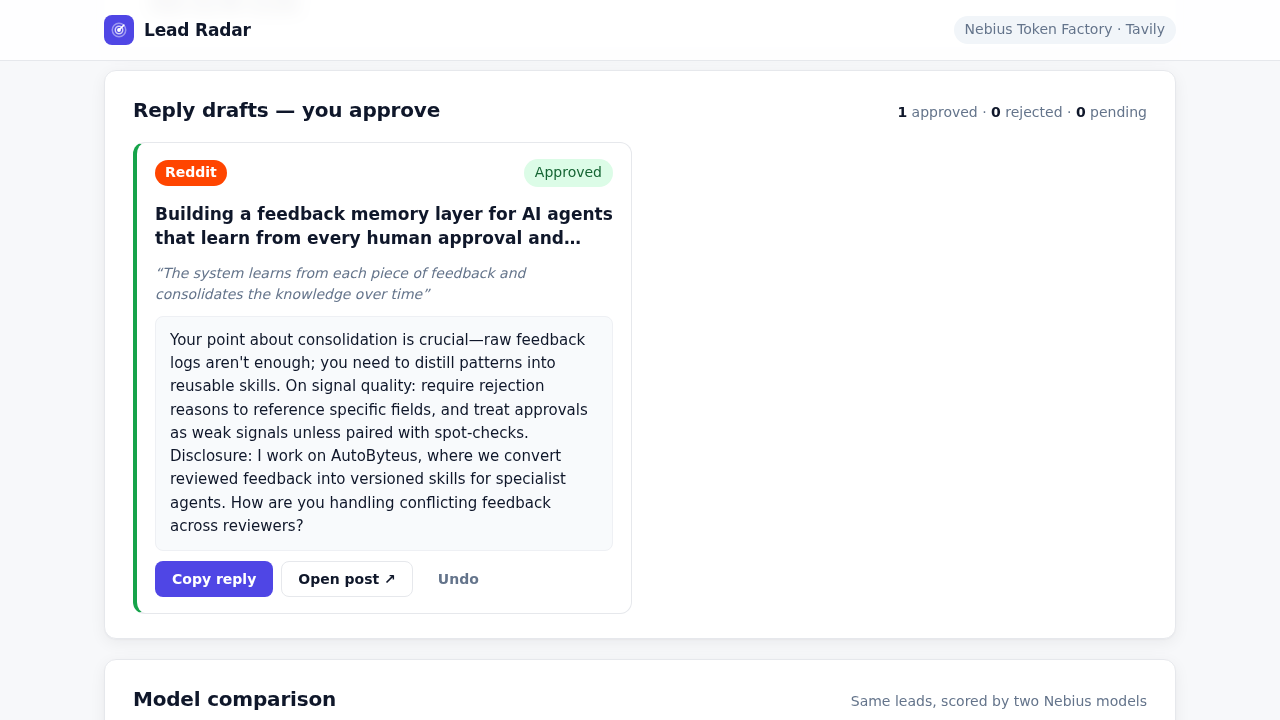 Lead Radar
Nebius Token Factory · Tavily
Reply drafts — you approve
1 approved · 0 rejected · 0 pending
Reddit
Approved
Building a feedback memory layer for AI agents
that learn from every human approval and…
“The system learns from each piece of feedback and
consolidates the knowledge over time”
Your point about consolidation is crucial—raw feedback
logs aren't enough; you need to distill patterns into
reusable skills. On signal quality: require rejection
reasons to reference specific fields, and treat approvals
as weak signals unless paired with spot-checks.
Disclosure: I work on AutoByteus, where we convert
reviewed feedback into versioned skills for specialist
agents. How are you handling conflicting feedback
across reviewers?
Copy reply
Open post ↗
Undo
Model comparison
Same leads, scored by two Nebius models